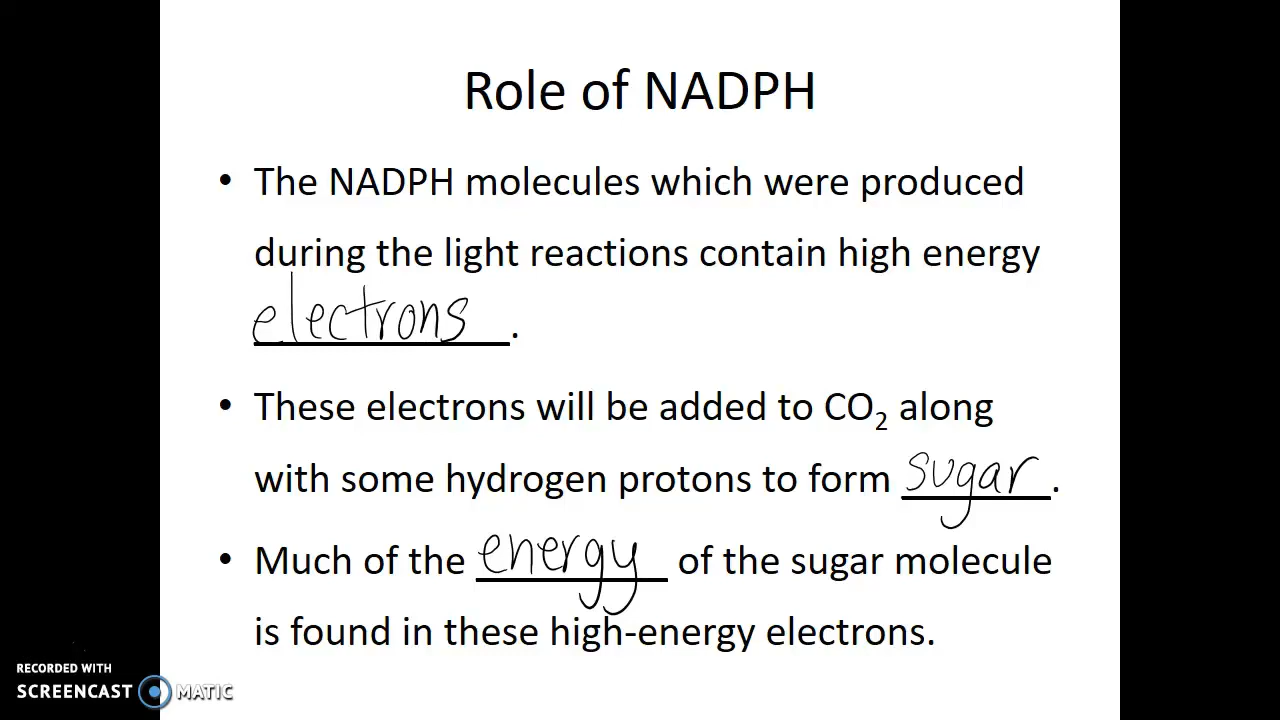 Role of NADPH
• The NADPH molecules which were produced
during the light reactions contain high energy
electrons.
• These electrons will be added to CO₂ along
with some hydrogen protons to form sugar.
• Much of the energy of the sugar molecule
is found in these high-energy electrons.
RECORDED WITH
SCREENCAST MATIC